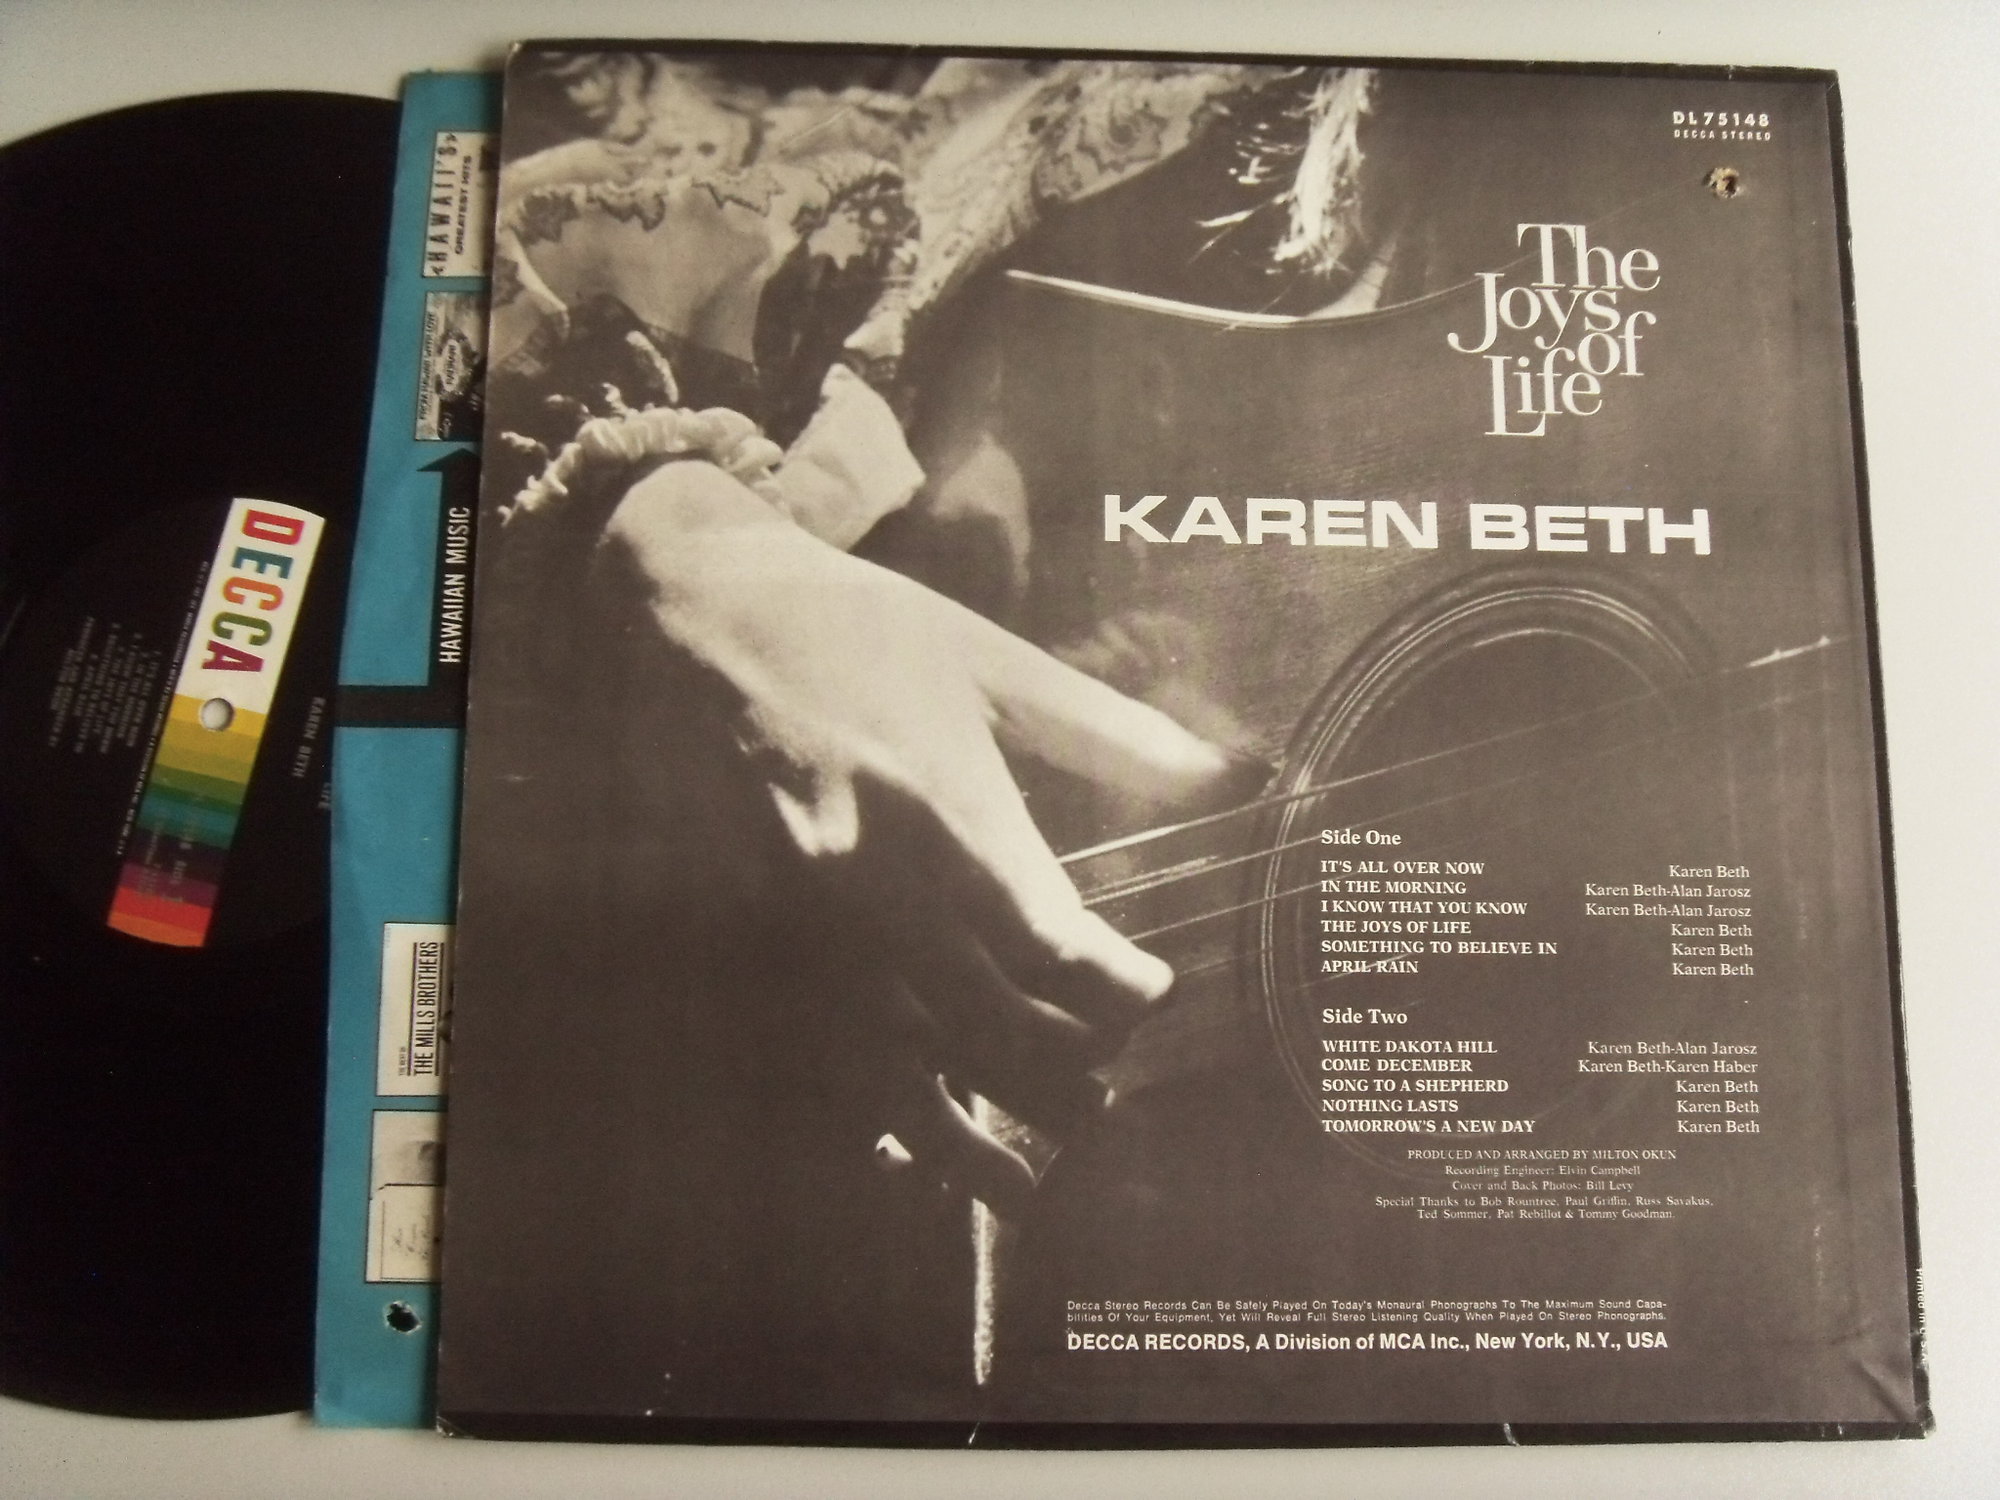 DL 75148
DECCA STEREO
The
Joys
of
Life
KAREN BETH
Side One
IT'S ALL OVER NOW Karen Beth
IN THE MORNING Karen Beth-Alan Jarosz
I KNOW THAT YOU KNOW Karen Beth-Alan Jarosz
THE JOYS OF LIFE Karen Beth
SOMETHING TO BELIEVE IN Karen Beth
APRIL RAIN Karen Beth
Side Two
WHITE DAKOTA HILL Karen Beth-Alan Jarosz
COME DECEMBER Karen Beth-Karen Haber
SONG TO A SHEPHERD Karen Beth
NOTHING LASTS Karen Beth
TOMORROW'S A NEW DAY Karen Beth
PRODUCED AND ARRANGED BY MILTON OKUN
Recording Engineer: Elvin Campbell
Cover and Back Photos: Bill Levy
Special Thanks to Bob Rountree, Paul Griffin, Russ Savakus,
Ted Sommer, Pat Rebillot & Tommy Goodman.
Decca Stereo Records Can Be Safely Played On Today's Monaural Phonographs To The Maximum Sound Capa-
bilities Of Your Equipment, Yet Will Reveal Full Stereo Listening Quality When Played On Stereo Phonographs.
DECCA RECORDS, A Division of MCA Inc., New York, N.Y., USA
Printed in U.S.A.
HAWAII'S
GREATEST HITS
HAWAIIAN MUSIC
THE BEST OF
THE MILLS BROTHERS
DECCA
KAREN BETH
LIFE